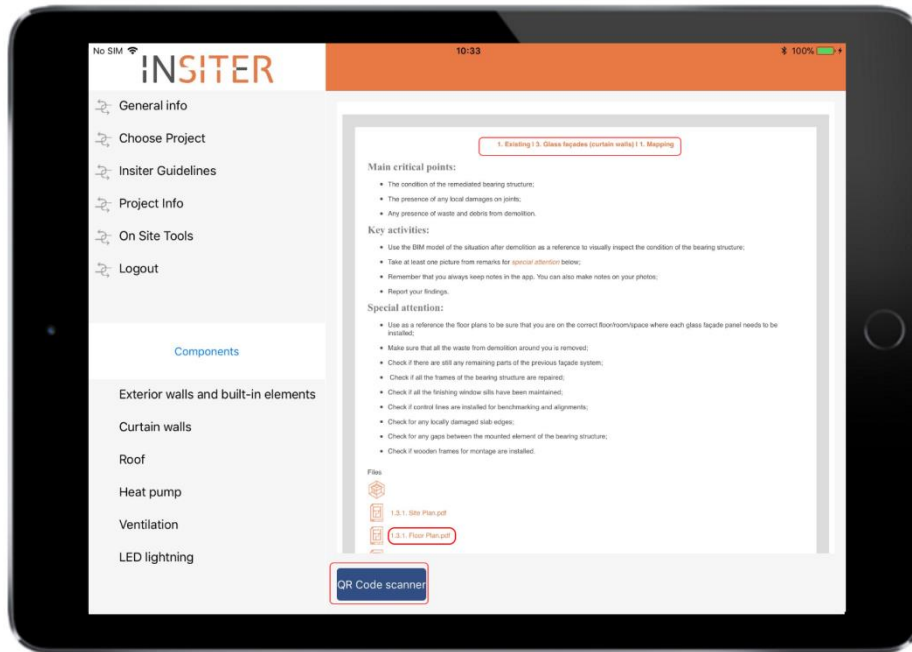 No SIM
10:33
100%
INSITER
General info
Choose Project
Insiter Guidelines
Project Info
On Site Tools
Logout
Components
Exterior walls and built-in elements
Curtain walls
Roof
Heat pump
Ventilation
LED lightning
1. Existing I 3. Glass façades (curtain walls) I 1. Mapping
Main critical points:
• The condition of the remediated bearing structure;
• The presence of any local damages on joints;
• Any presence of waste and debris from demolition.
Key activities:
• Use the BIM model of the situation after demolition as a reference to visually inspect the condition of the bearing structure;
• Take at least one picture from remarks for special attention below;
• Remember that you always keep notes in the app. You can also make notes on your photos;
• Report your findings.
Special attention:
• Use as a reference the floor plans to be sure that you are on the correct floor/room/space where each glass façade panel needs to be
installed;
• Make sure that all the waste from demolition around you is removed;
• Check if there are still any remaining parts of the previous façade system;
• Check if all the frames of the bearing structure are repaired;
• Check if all the finishing window sills have been maintained;
• Check if control lines are installed for benchmarking and alignments;
• Check for any locally damaged slab edges;
• Check for any gaps between the mounted element of the bearing structure;
• Check if wooden frames for montage are installed.
Files
1.3.1. Site Plan.pdf
1.3.1. Floor Plan.pdf
QR Code scanner